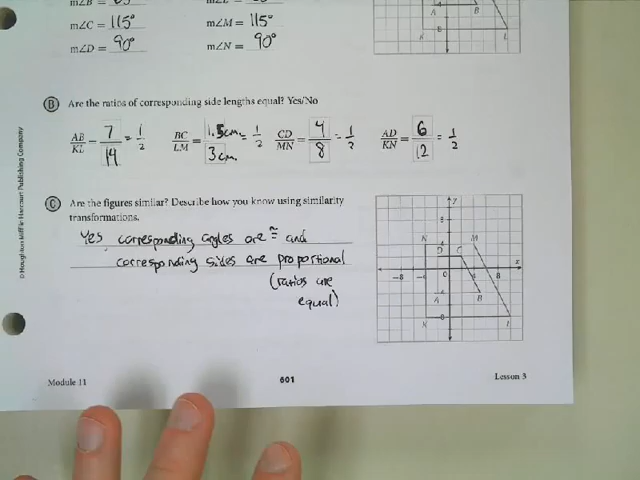 m∠C = 115° m∠M = 115°
m∠D = 90° m∠N = 90°
B Are the ratios of corresponding side lengths equal? Yes/No
AB/KL = 7/14 = 1/2 BC/LM = 1.5cm/3cm = 1/2 CD/MN = 4/8 = 1/2 AD/KN = 6/12 = 1/2
C Are the figures similar? Describe how you know using similarity
transformations.
Yes corresponding angles are ≅ and
corresponding sides are proportional
(ratios are
equal)
© Houghton Mifflin Harcourt Publishing Company
y
N M
D C
x
-8 0 8
A B
K L
Module 11 601 Lesson 3